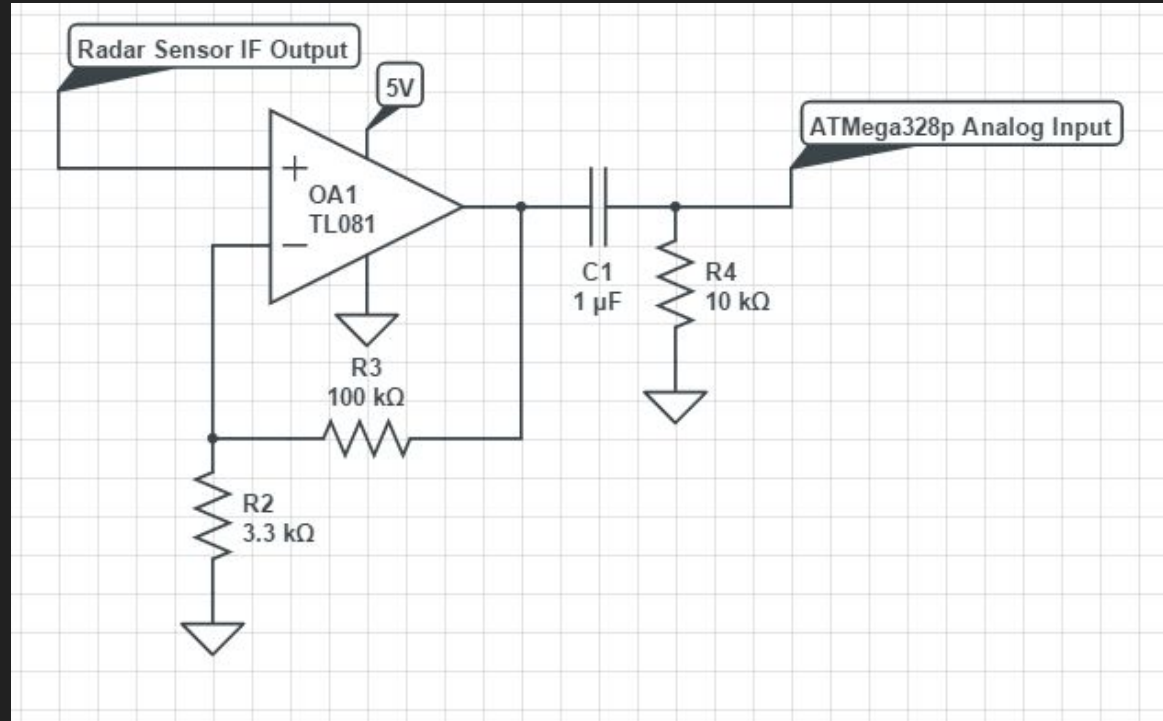 Radar Sensor IF Output
5V
ATMega328p Analog Input
+
OA1
TL081
−
C1
1 µF
R4
10 kΩ
R3
100 kΩ
R2
3.3 kΩ